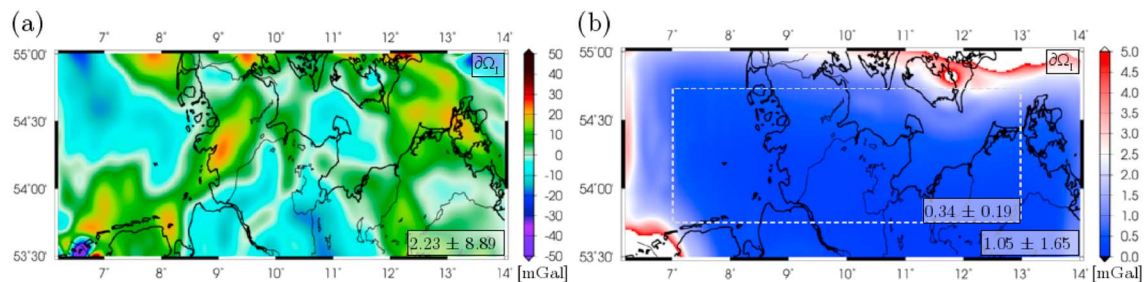 (a)
(b)
7˚ 8˚ 9˚ 10˚ 11˚ 12˚ 13˚ 14˚
55˚00'
54˚30'
54˚00'
53˚30'
∂Ω_I
2.23 ± 8.89
50
40
30
20
10
0
-10
-20
-30
-40
-50
[mGal]
55˚00'
54˚30'
54˚00'
53˚30'
∂Ω_I
0.34 ± 0.19
1.05 ± 1.65
7˚ 8˚ 9˚ 10˚ 11˚ 12˚ 13˚ 14˚
5.0
4.5
4.0
3.5
3.0
2.5
2.0
1.5
1.0
0.5
0.0
[mGal]